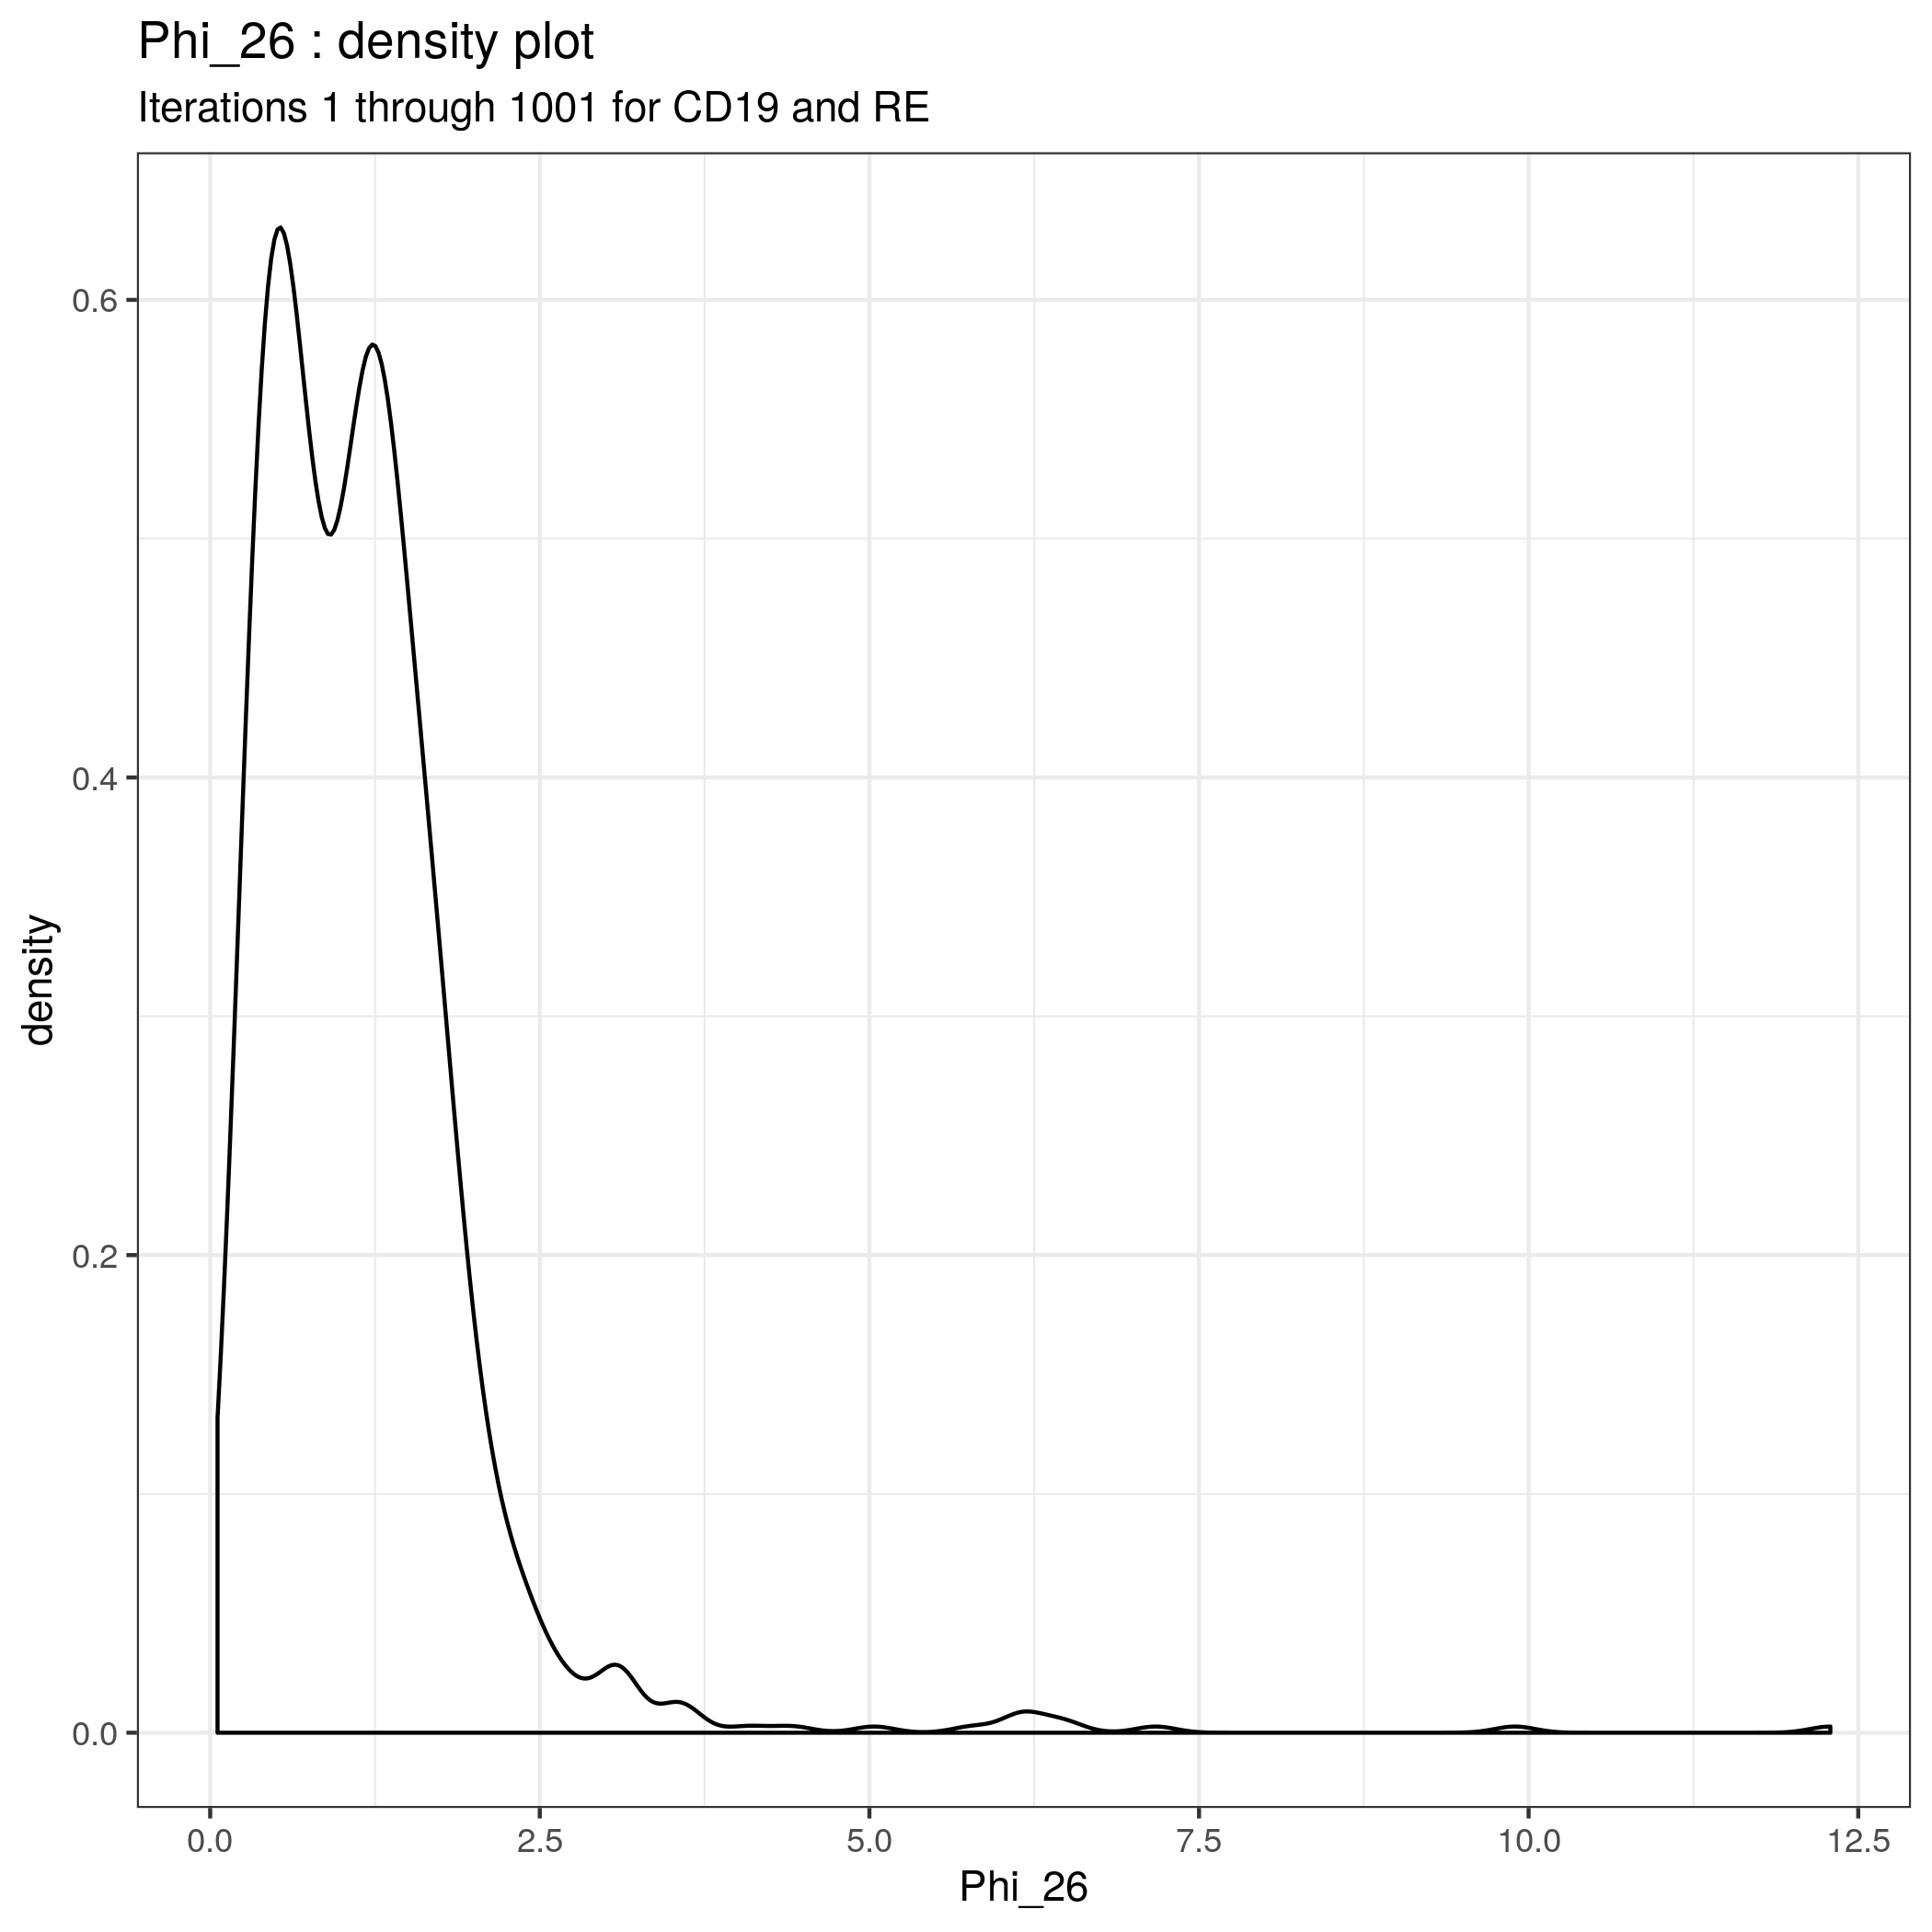 Phi_26 : density plot
Iterations 1 through 1001 for CD19 and RE
density
0.6
0.4
0.2
0.0
0.0 2.5 5.0 7.5 10.0 12.5
Phi_26